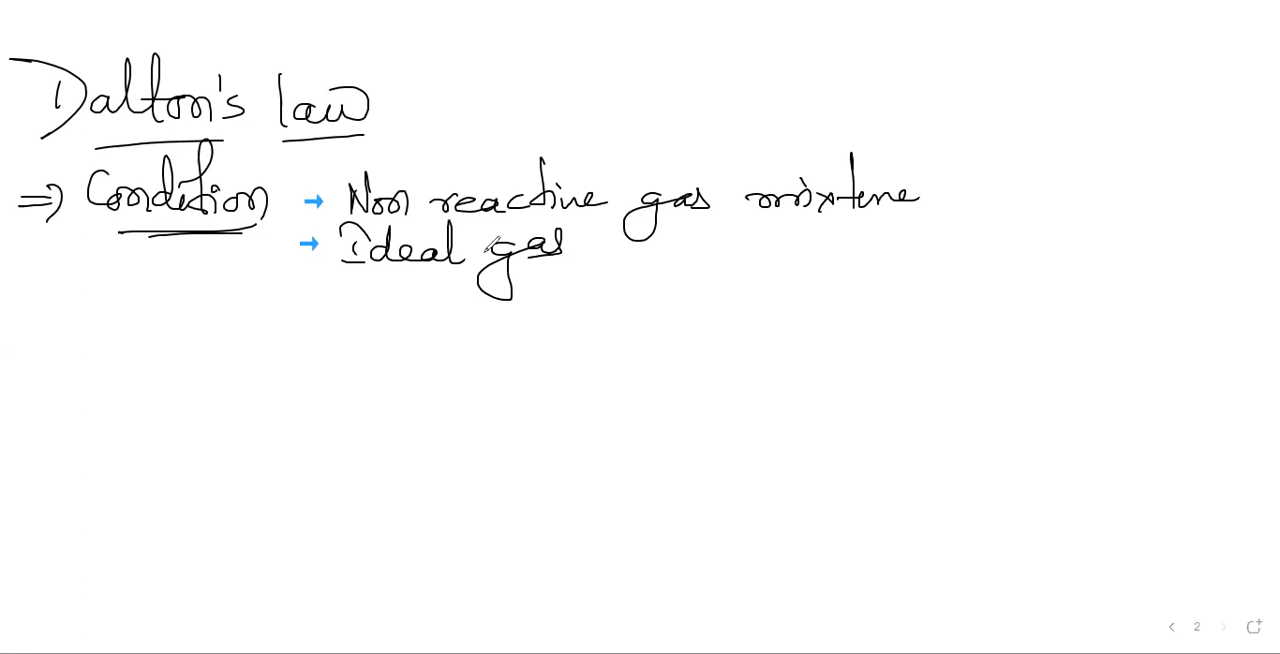 Dalton's law
⇒ Condition → Non reactive gas mixture
→ Ideal gas
2